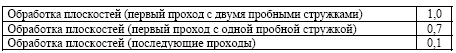 Обработка плоскостей (первый проход с двумя пробными стружками) 1,0
Обработка плоскостей (первый проход с одной пробной стружкой) 0,7
Обработка плоскостей (последующие проходы) 0,1